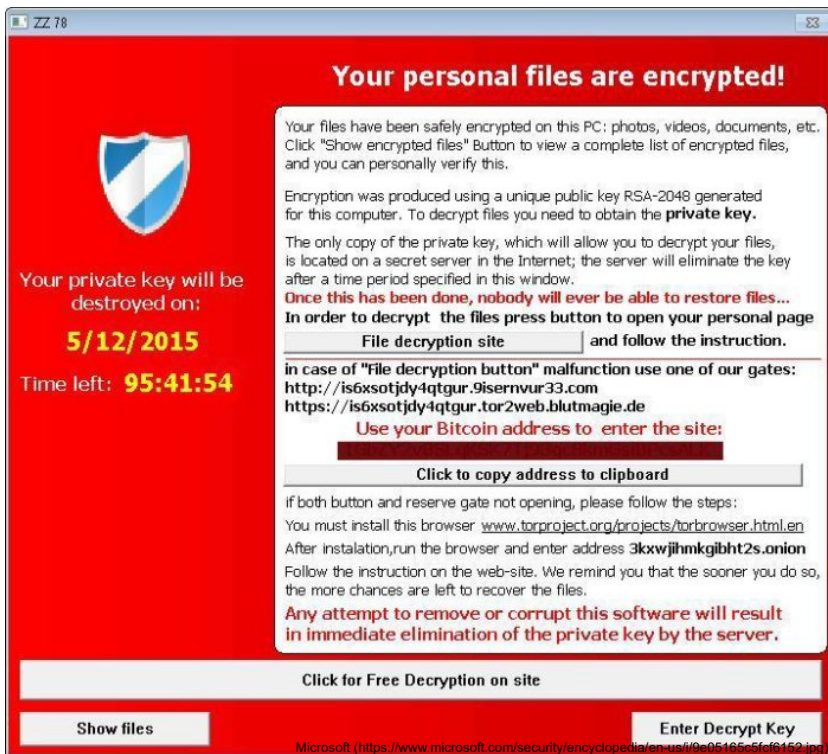 ZZ 78
Your personal files are encrypted!
Your files have been safely encrypted on this PC: photos, videos, documents, etc.
Click "Show encrypted files" Button to view a complete list of encrypted files,
and you can personally verify this.
Encryption was produced using a unique public key RSA-2048 generated
for this computer. To decrypt files you need to obtain the private key.
The only copy of the private key, which will allow you to decrypt your files,
is located on a secret server in the Internet; the server will eliminate the key
after a time period specified in this window.
Once this has been done, nobody will ever be able to restore files...
In order to decrypt the files press button to open your personal page
File decryption site
and follow the instruction.
in case of "File decryption button" malfunction use one of our gates:
http://is6xsotjdy4qtgur.9isernvur33.com
https://is6xsotjdy4qtgur.tor2web.blutmagie.de
Use your Bitcoin address to enter the site:
Click to copy address to clipboard
if both button and reserve gate not opening, please follow the steps:
You must install this browser www.torproject.org/projects/torbrowser.html.en
After instalation,run the browser and enter address 3kxwjihmkgibht2s.onion
Follow the instruction on the web-site. We remind you that the sooner you do so,
the more chances are left to recover the files.
Any attempt to remove or corrupt this software will result
in immediate elimination of the private key by the server.
Your private key will be
destroyed on:
5/12/2015
Time left: 95:41:54
Click for Free Decryption on site
Show files
Enter Decrypt Key
Microsoft (https://www.microsoft.com/security/encyclopedia/en-us/i/9e05165c5fcf6152.jpg